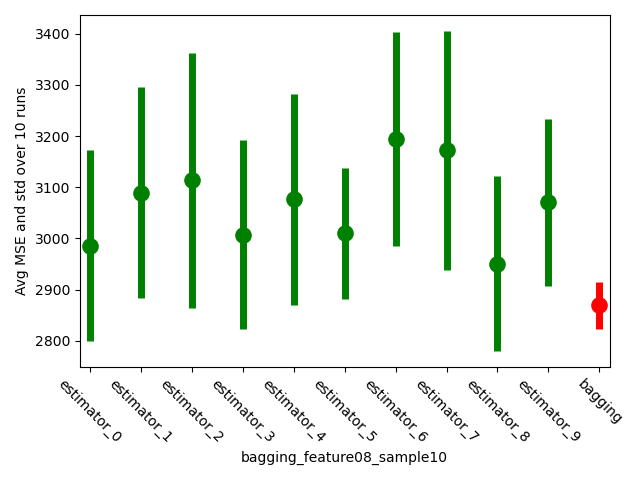 Avg MSE and std over 10 runs
3400
3300
3200
3100
3000
2900
2800
estimator_0
estimator_1
estimator_2
estimator_3
estimator_4
estimator_5
estimator_6
estimator_7
estimator_8
estimator_9
bagging
bagging_feature08_sample10